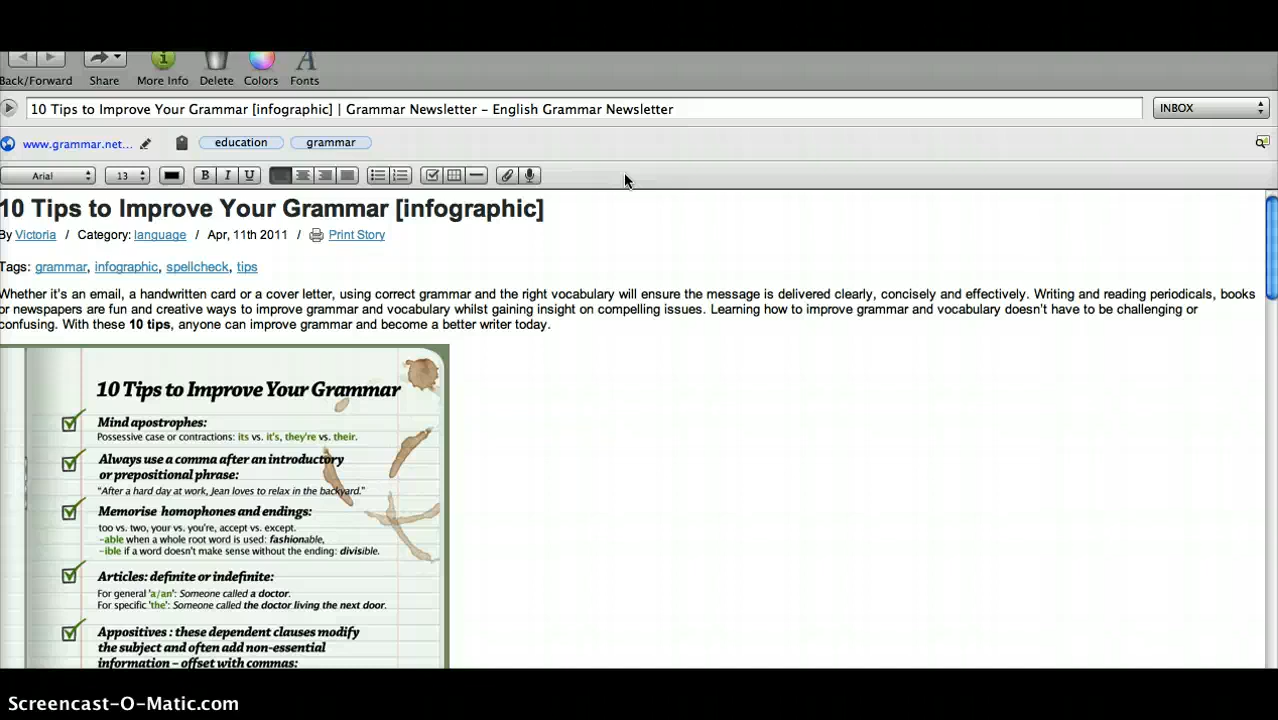 Back/Forward Share More Info Delete Colors Fonts
10 Tips to Improve Your Grammar [infographic] | Grammar Newsletter – English Grammar Newsletter INBOX
www.grammar.net... education grammar
Arial 13 B I U
10 Tips to Improve Your Grammar [infographic]
By Victoria / Category: language / Apr, 11th 2011 / Print Story
Tags: grammar, infographic, spellcheck, tips
Whether it's an email, a handwritten card or a cover letter, using correct grammar and the right vocabulary will ensure the message is delivered clearly, concisely and effectively. Writing and reading periodicals, books
or newspapers are fun and creative ways to improve grammar and vocabulary whilst gaining insight on compelling issues. Learning how to improve grammar and vocabulary doesn't have to be challenging or
confusing. With these 10 tips, anyone can improve grammar and become a better writer today.
10 Tips to Improve Your Grammar
Mind apostrophes:
Possessive case or contractions: its vs. it's, they're vs. their.
Always use a comma after an introductory
or prepositional phrase:
"After a hard day at work, Jean loves to relax in the backyard."
Memorise homophones and endings:
too vs. two, your vs. you're, accept vs. except.
–able when a whole root word is used: fashionable,
–ible if a word doesn't make sense without the ending: divisible.
Articles: definite or indefinite:
For general 'a/an': Someone called a doctor.
For specific 'the': Someone called the doctor living the next door.
Appositives : these dependent clauses modify
the subject and often add non-essential
information – offset with commas:
Screencast-O-Matic.com